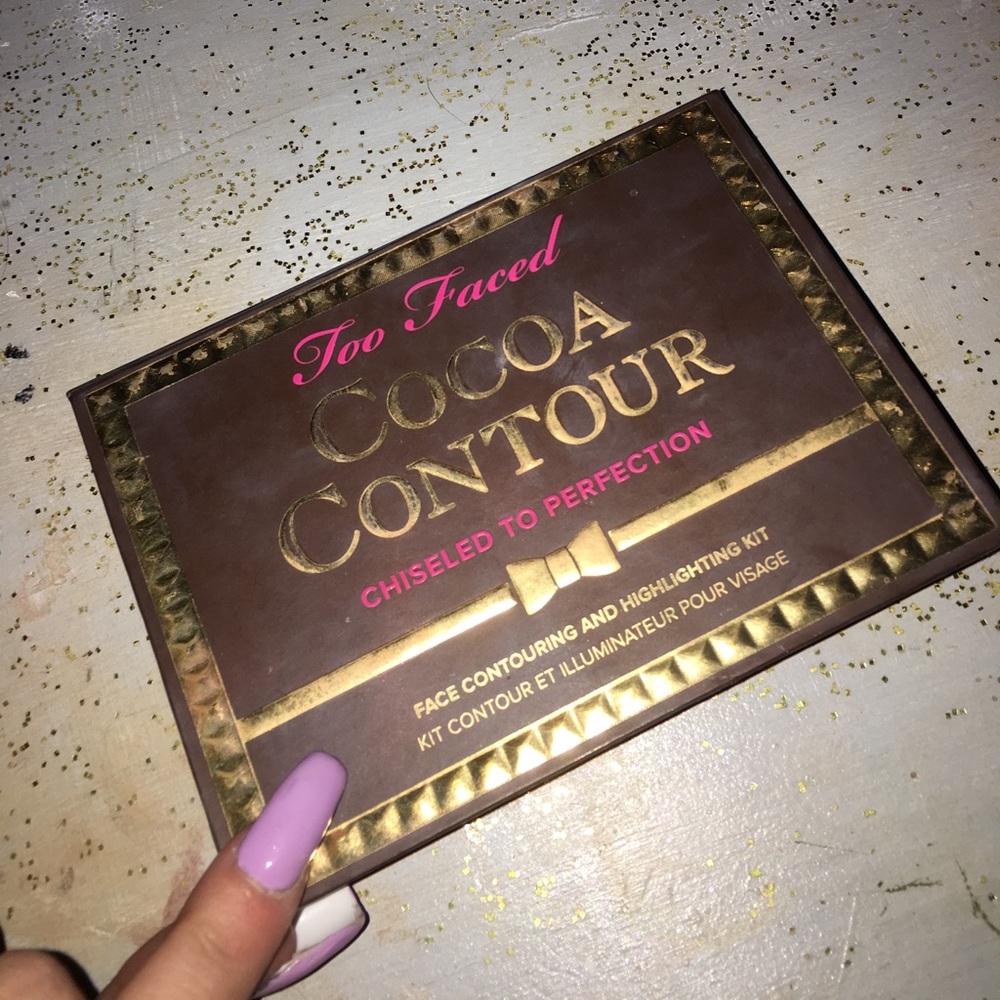 Too Faced
COCOA
CONTOUR
CHISELED TO PERFECTION
FACE CONTOURING AND HIGHLIGHTING KIT
KIT CONTOUR ET ILLUMINATEUR POUR VISAGE